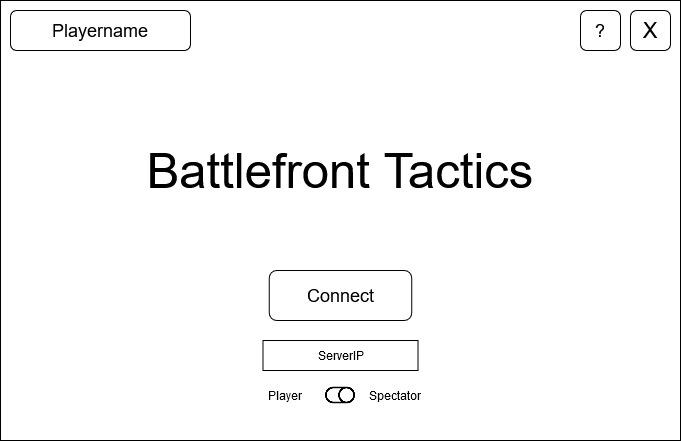 Playername
?
X
Battlefront Tactics
Connect
ServerIP
Player Spectator